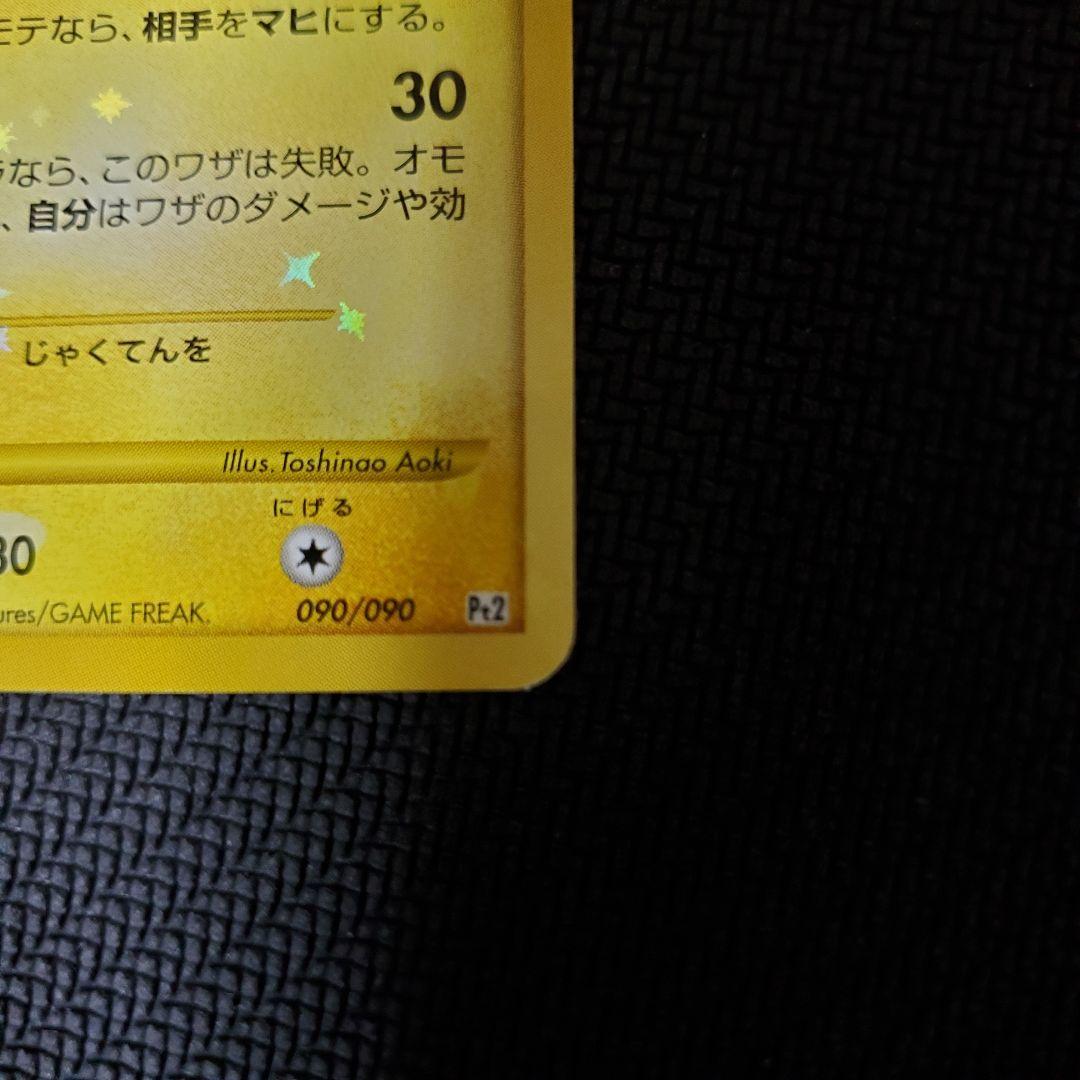 モテなら、相手をマヒにする。
30
なら、このワザは失敗。オモ
、自分はワザのダメージや効
じゃくてんを
Illus. Toshinao Aoki
にげる
30
ures/GAME FREAK.
090/090
Pt2